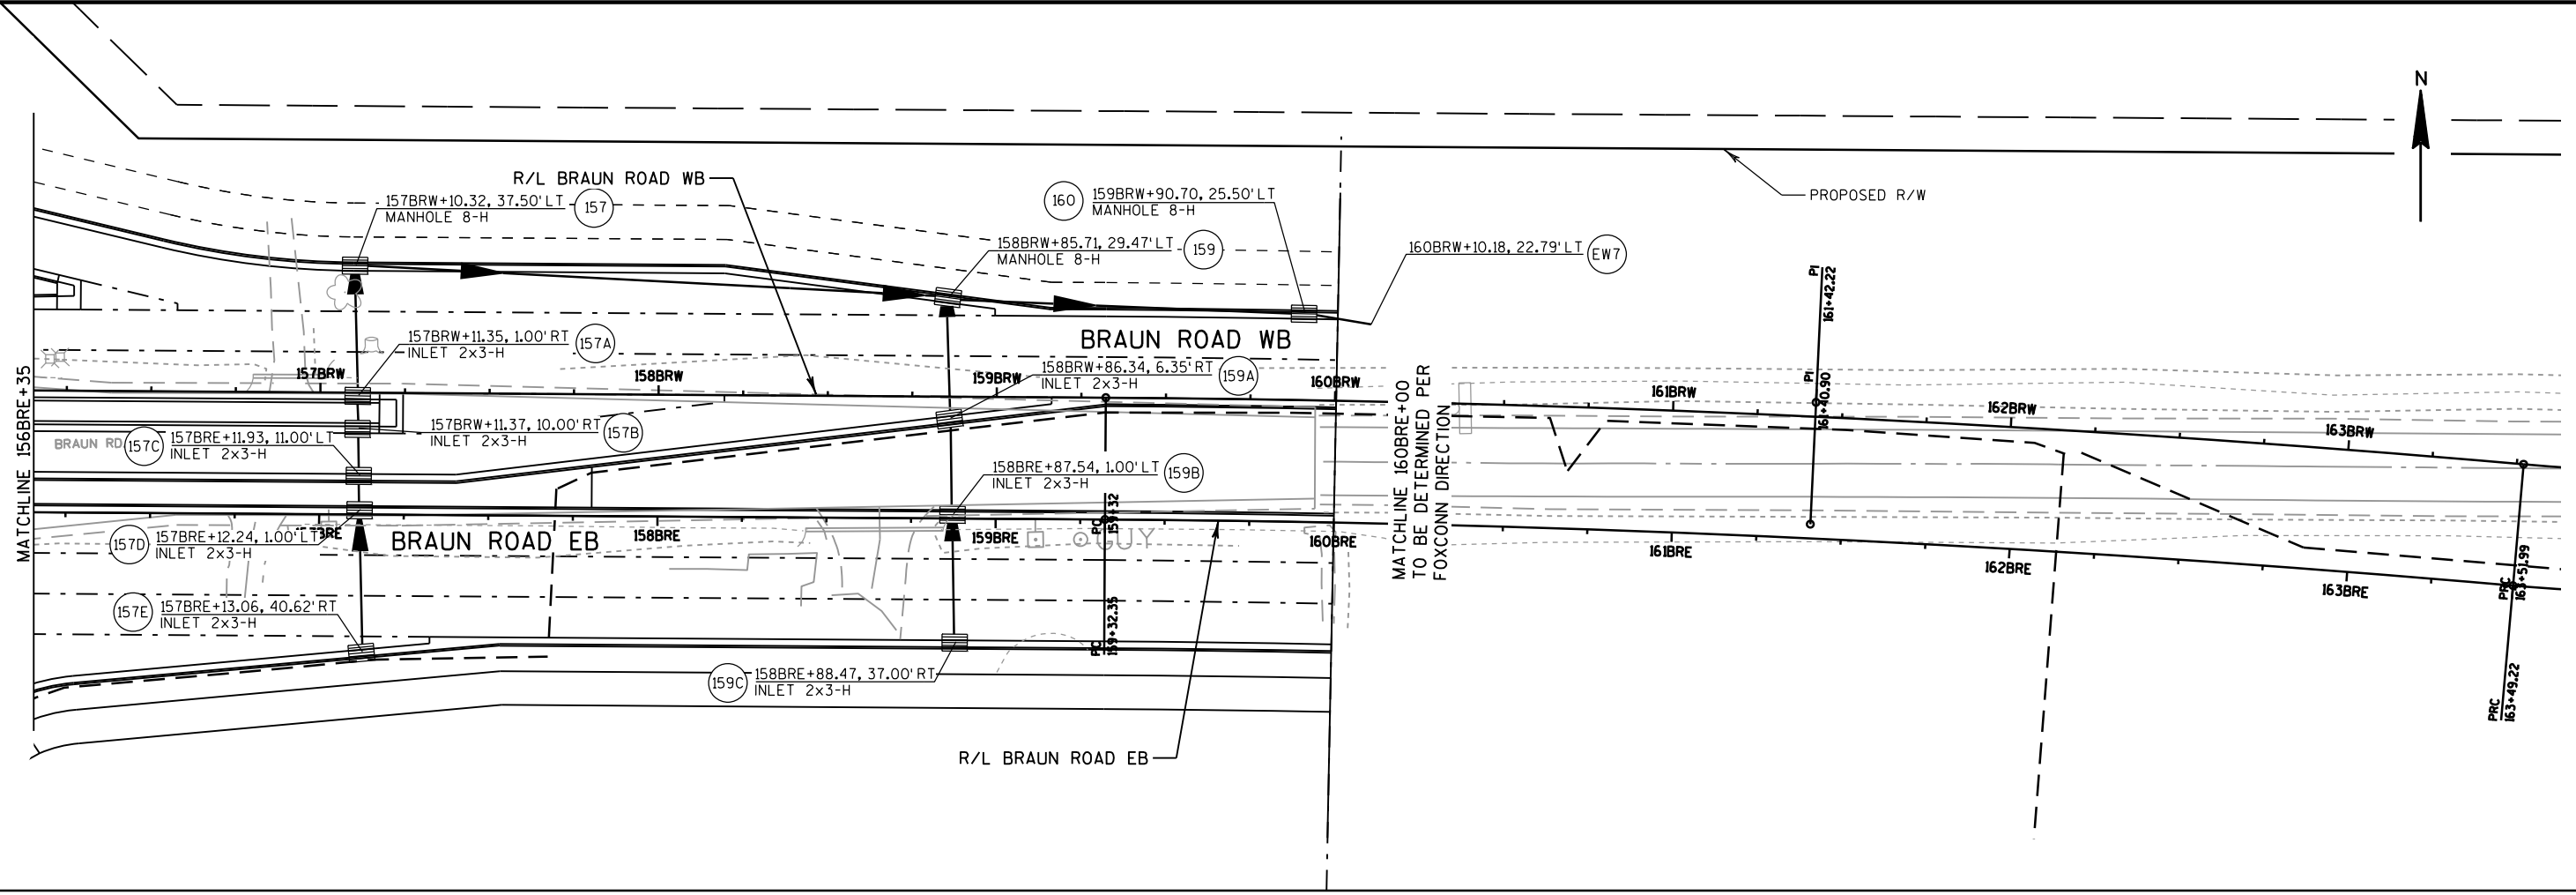 N
R/L BRAUN ROAD WB
157BRW+10.32, 37.50' LT
MANHOLE 8-H
157
160
159BRW+90.70, 25.50' LT
MANHOLE 8-H
PROPOSED R/W
158BRW+85.71, 29.47' LT
MANHOLE 8-H
159
160BRW+10.18, 22.79' LT
EW7
PI
161+42.22
157BRW+11.35, 1.00' RT
INLET 2x3-H
157A
BRAUN ROAD WB
158BRW+86.34, 6.35' RT
INLET 2x3-H
159A
157BRW
158BRW
159BRW
160BRW
161BRW
162BRW
163BRW
PI
161+40.90
MATCHLINE 156BRE+35
BRAUN RD
157C
157BRE+11.93, 11.00' LT
INLET 2x3-H
157BRW+11.37, 10.00' RT
INLET 2x3-H
157B
158BRE+87.54, 1.00' LT
INLET 2x3-H
159B
MATCHLINE 160BRE+00
TO BE DETERMINED PER
FOXCONN DIRECTION
157D
157BRE+12.24, 1.00' LT
INLET 2x3-H
BRAUN ROAD EB
158BRE
159BRE
160BRE
161BRE
162BRE
163BRE
GUY
PC
159+32
PC
159+32.35
PRC
163+51.99
PRC
163+49.22
157E
157BRE+13.06, 40.62' RT
INLET 2x3-H
159C
158BRE+88.47, 37.00' RT
INLET 2x3-H
R/L BRAUN ROAD EB